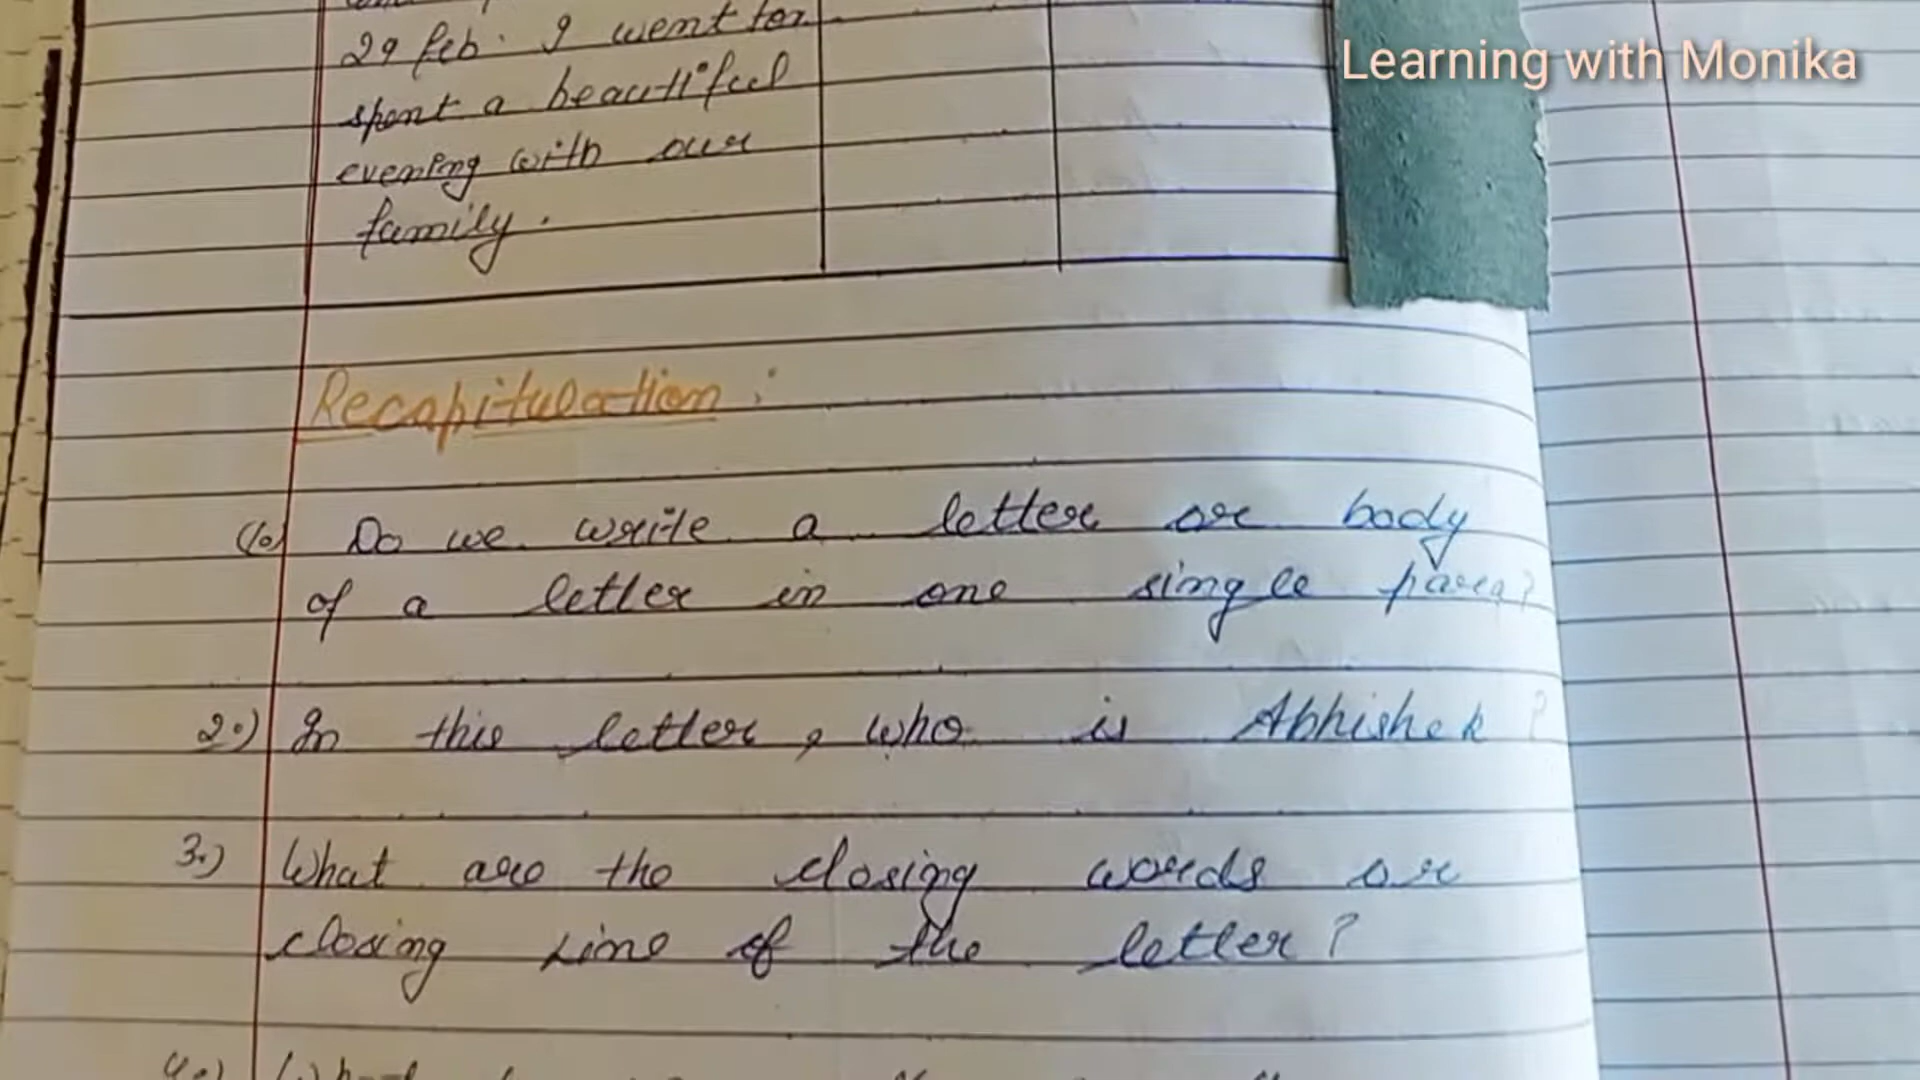 29 feb. I went for
spent a beautiful
evening with our
family.
Learning with Monika
Recapitulation :
(1.) Do we write a letter or body
of a letter in one single para?
2.) In this letter, who is Abhishek?
3.) What are the closing words or
closing line of the letter?
4.)